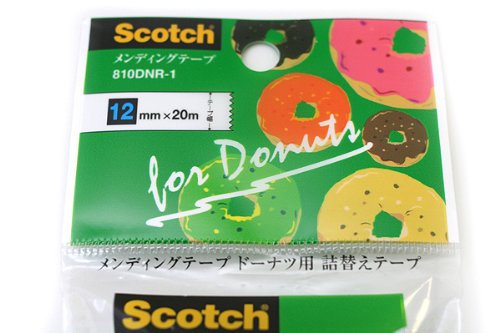 Scotch
メンディングテープ
810DNR-1
12 mm×20m
テープ幅
for Donuts
メンディングテープ ドーナツ用 詰替えテープ
Scotch